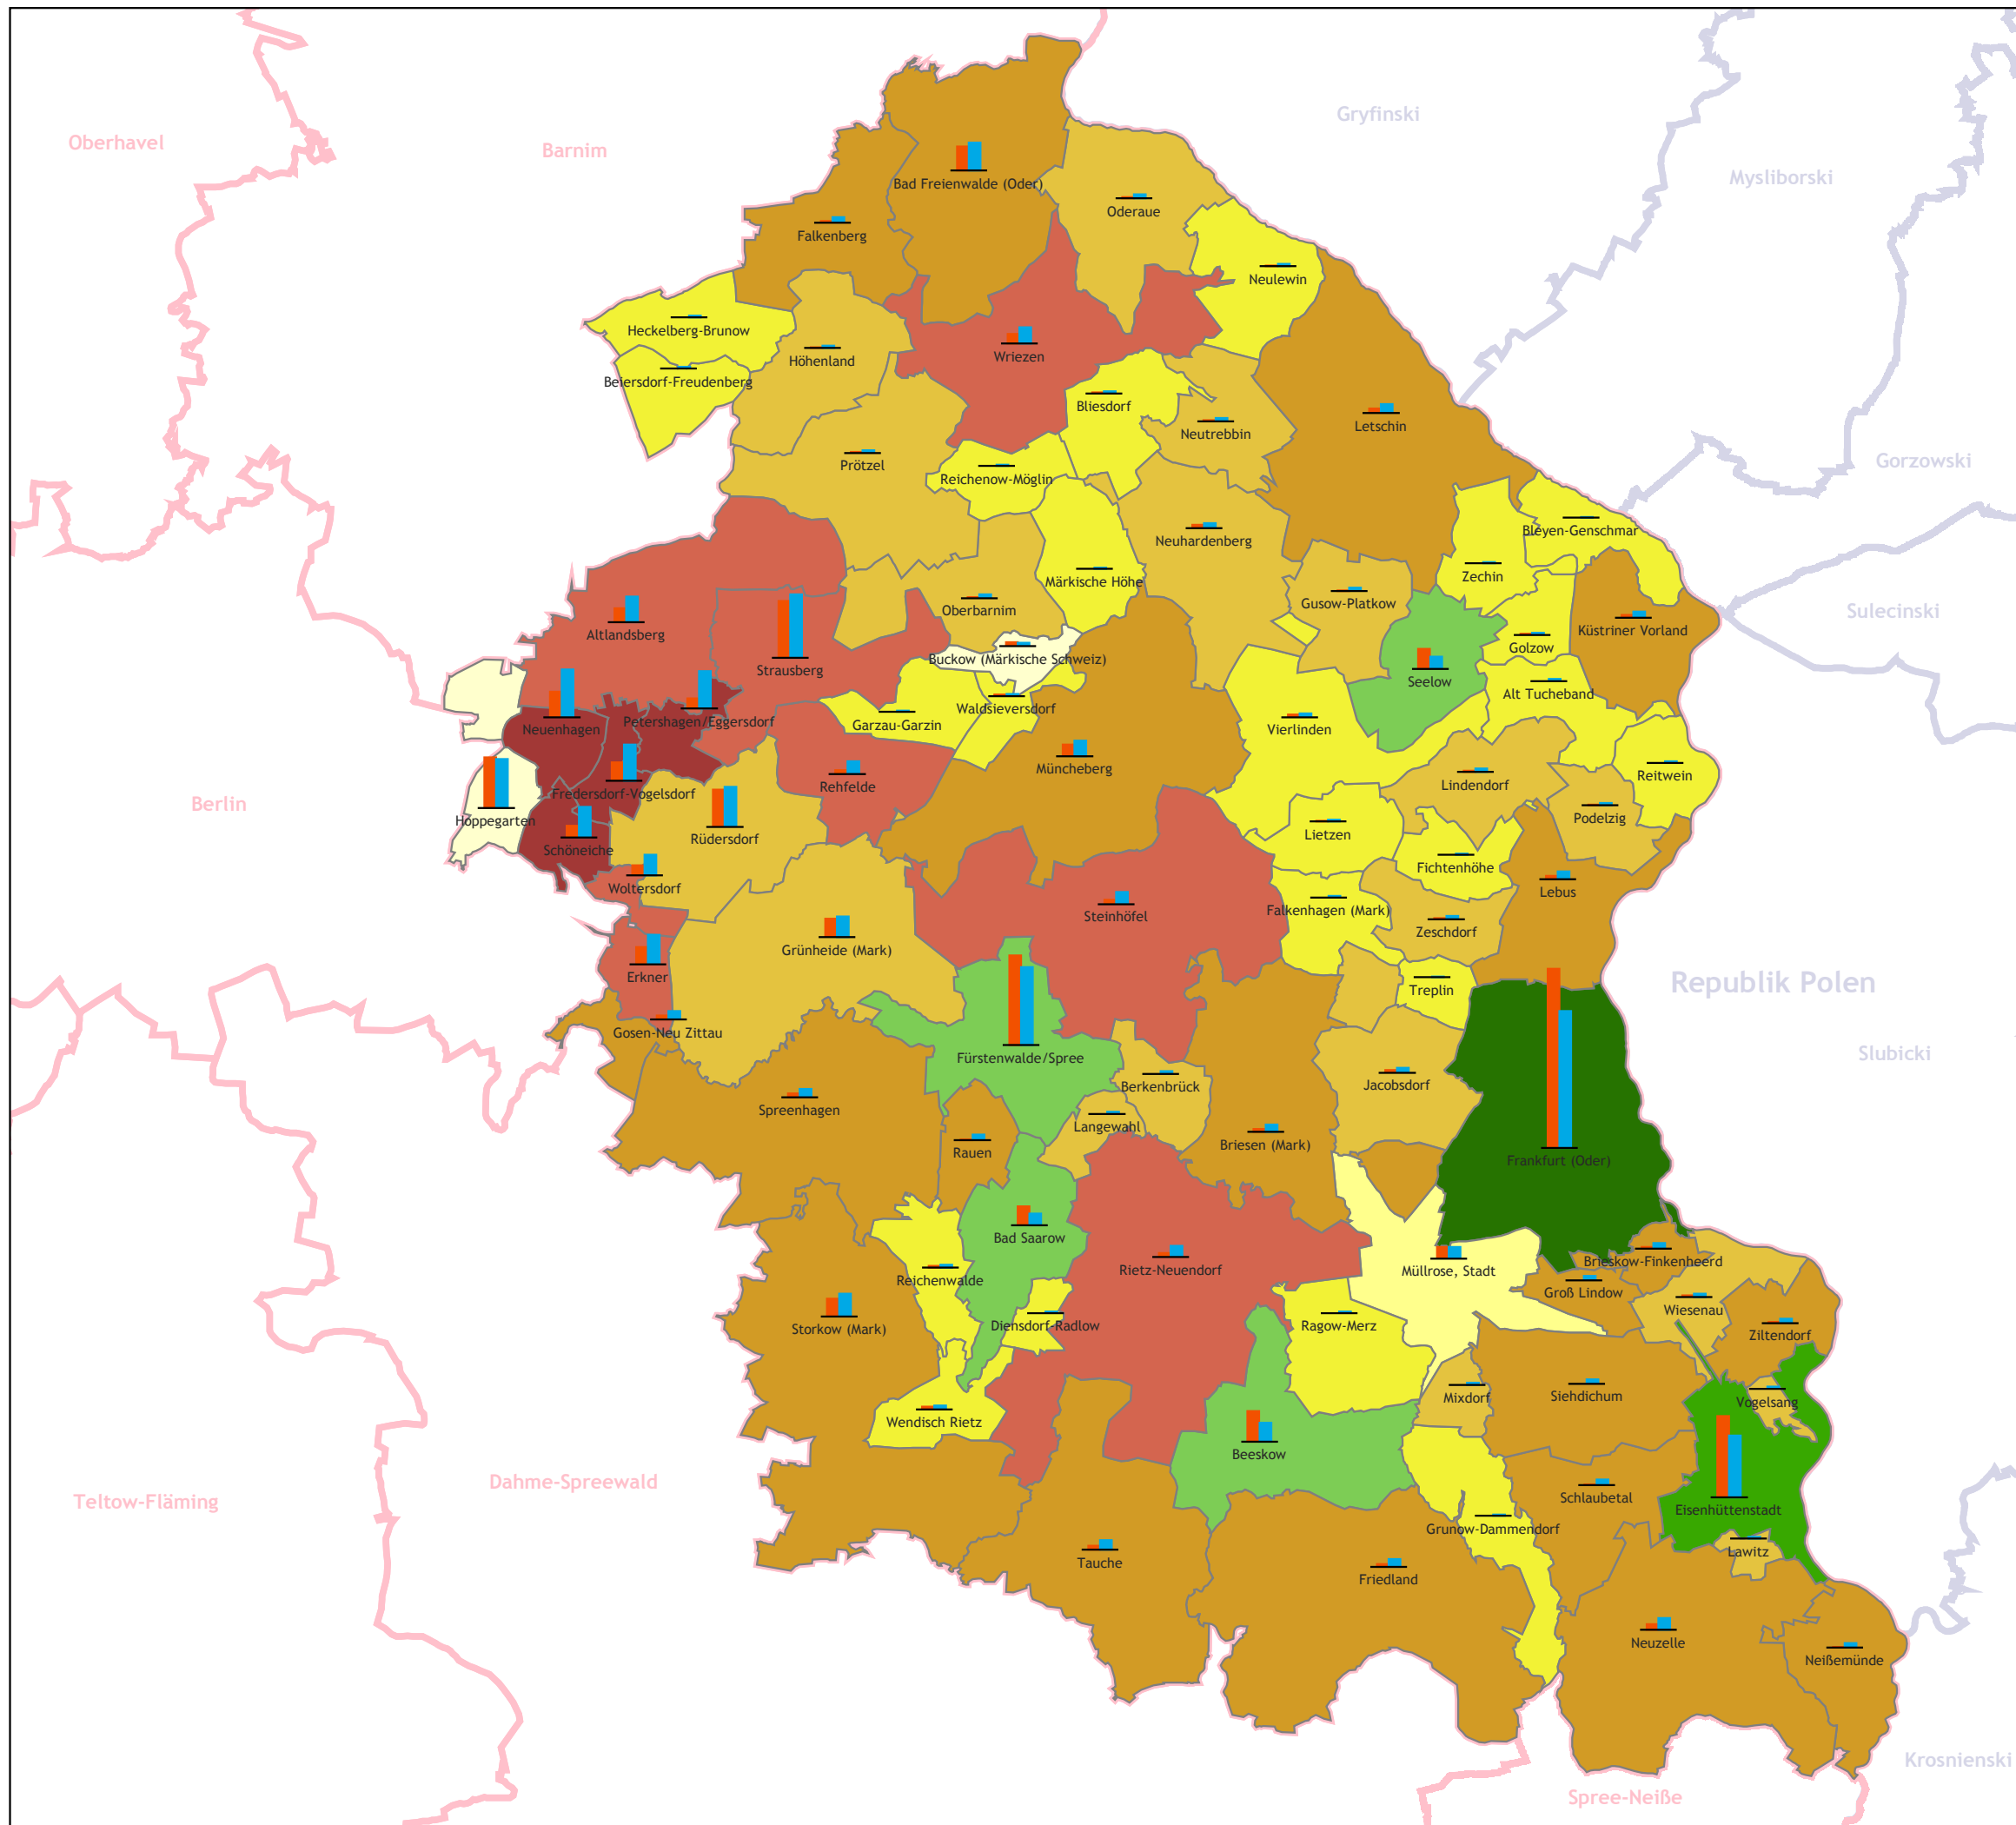 Oberhavel
Barnim
Gryfinski
Mysliborski
Bad Freienwalde (Oder)
Oderaue
Falkenberg
Neulewin
Heckelberg-Brunow
Höhenland
Wriezen
Beiersdorf-Freudenberg
Bliesdorf
Letschin
Neutrebbin
Prötzel
Gorzowski
Reichenow-Möglin
Bleyen-Genschmar
Neuhardenberg
Märkische Höhe
Zechin
Gusow-Platkow
Oberbarnim
Sulecinski
Altlandsberg
Küstriner Vorland
Golzow
Buckow (Märkische Schweiz)
Strausberg
Seelow
Alt Tucheband
Waldsieversdorf
Petershagen/Eggersdorf
Garzau-Garzin
Neuenhagen
Vierlinden
Müncheberg
Reitwein
Lindendorf
Rehfelde
Fredersdorf-Vogelsdorf
Berlin
Podelzig
Hoppegarten
Lietzen
Rüdersdorf
Schöneiche
Fichtenhöhe
Woltersdorf
Lebus
Falkenhagen (Mark)
Steinhöfel
Zeschdorf
Grünheide (Mark)
Erkner
Republik Polen
Treplin
Gosen-Neu Zittau
Slubicki
Fürstenwalde/Spree
Jacobsdorf
Berkenbrück
Spreenhagen
Langewahl
Briesen (Mark)
Rauen
Frankfurt (Oder)
Bad Saarow
Brieskow-Finkenheerd
Rietz-Neuendorf
Müllrose, Stadt
Reichenwalde
Groß Lindow
Wiesenau
Diensdorf-Radlow
Ragow-Merz
Storkow (Mark)
Ziltendorf
Siehdichum
Mixdorf
Vogelsang
Wendisch Rietz
Beeskow
Dahme-Spreewald
Teltow-Fläming
Schlaubetal
Eisenhüttenstadt
Grunow-Dammendorf
Lawitz
Tauche
Friedland
Neuzelle
Neißemünde
Krosnienski
Spree-Neiße